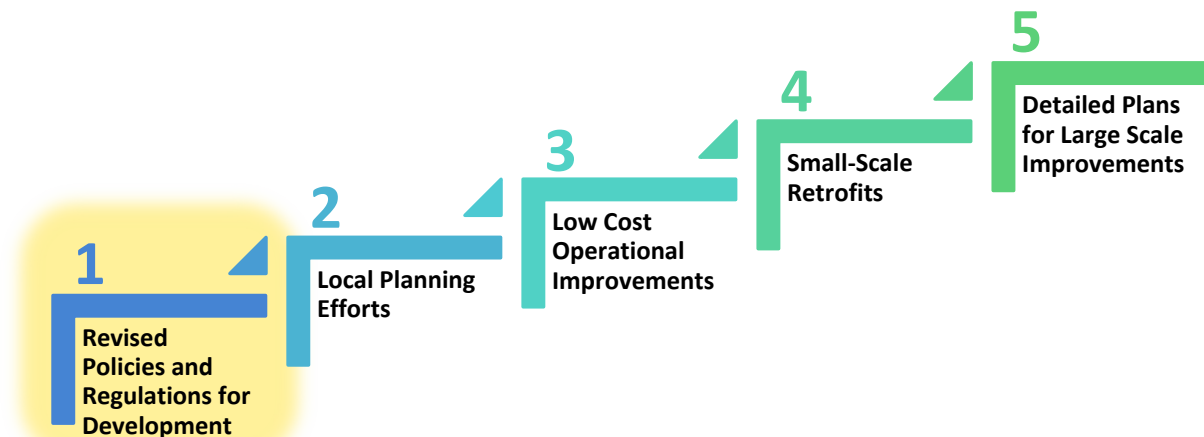 1
Revised
Policies and
Regulations for
Development
2
Local Planning
Efforts
3
Low Cost
Operational
Improvements
4
Small-Scale
Retrofits
5
Detailed Plans
for Large Scale
Improvements